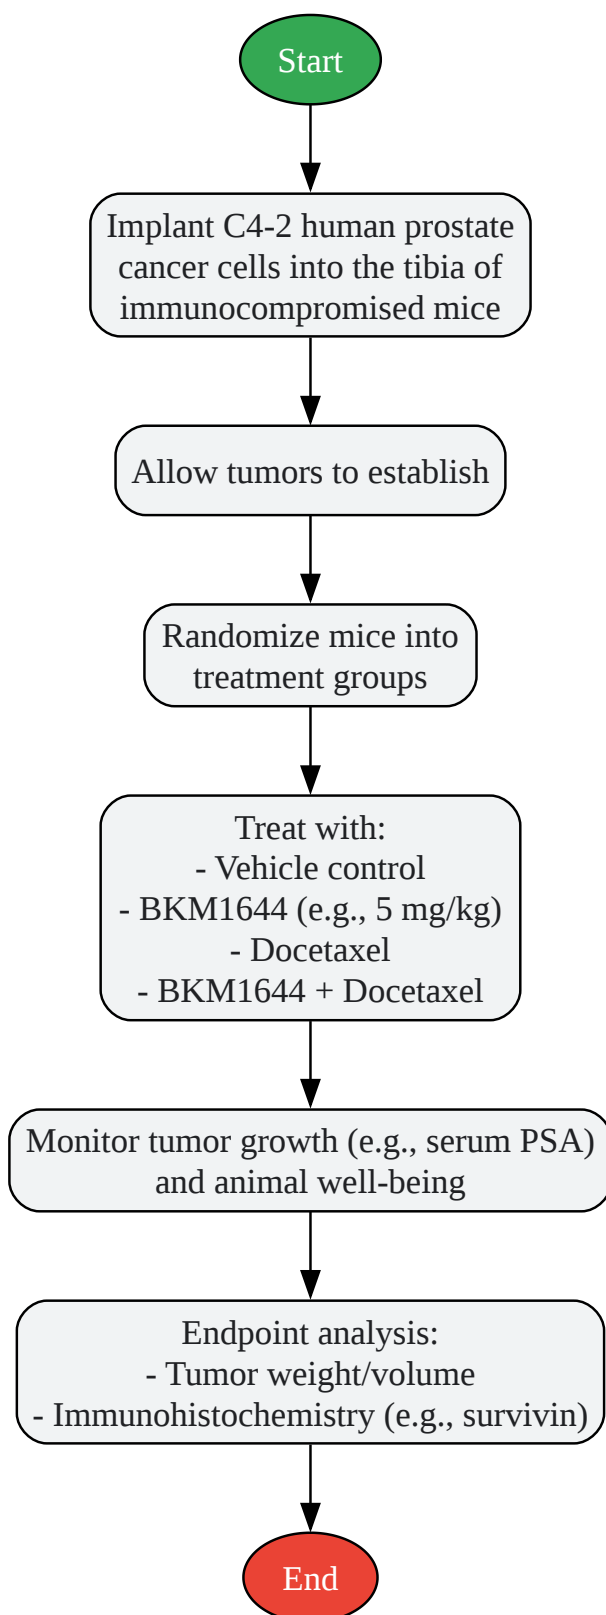 Start
Implant C4-2 human prostate
cancer cells into the tibia of
immunocompromised mice
Allow tumors to establish
Randomize mice into
treatment groups
Treat with:
- Vehicle control
- BKM1644 (e.g., 5 mg/kg)
- Docetaxel
- BKM1644 + Docetaxel
Monitor tumor growth (e.g., serum PSA)
and animal well-being
Endpoint analysis:
- Tumor weight/volume
- Immunohistochemistry (e.g., survivin)
End